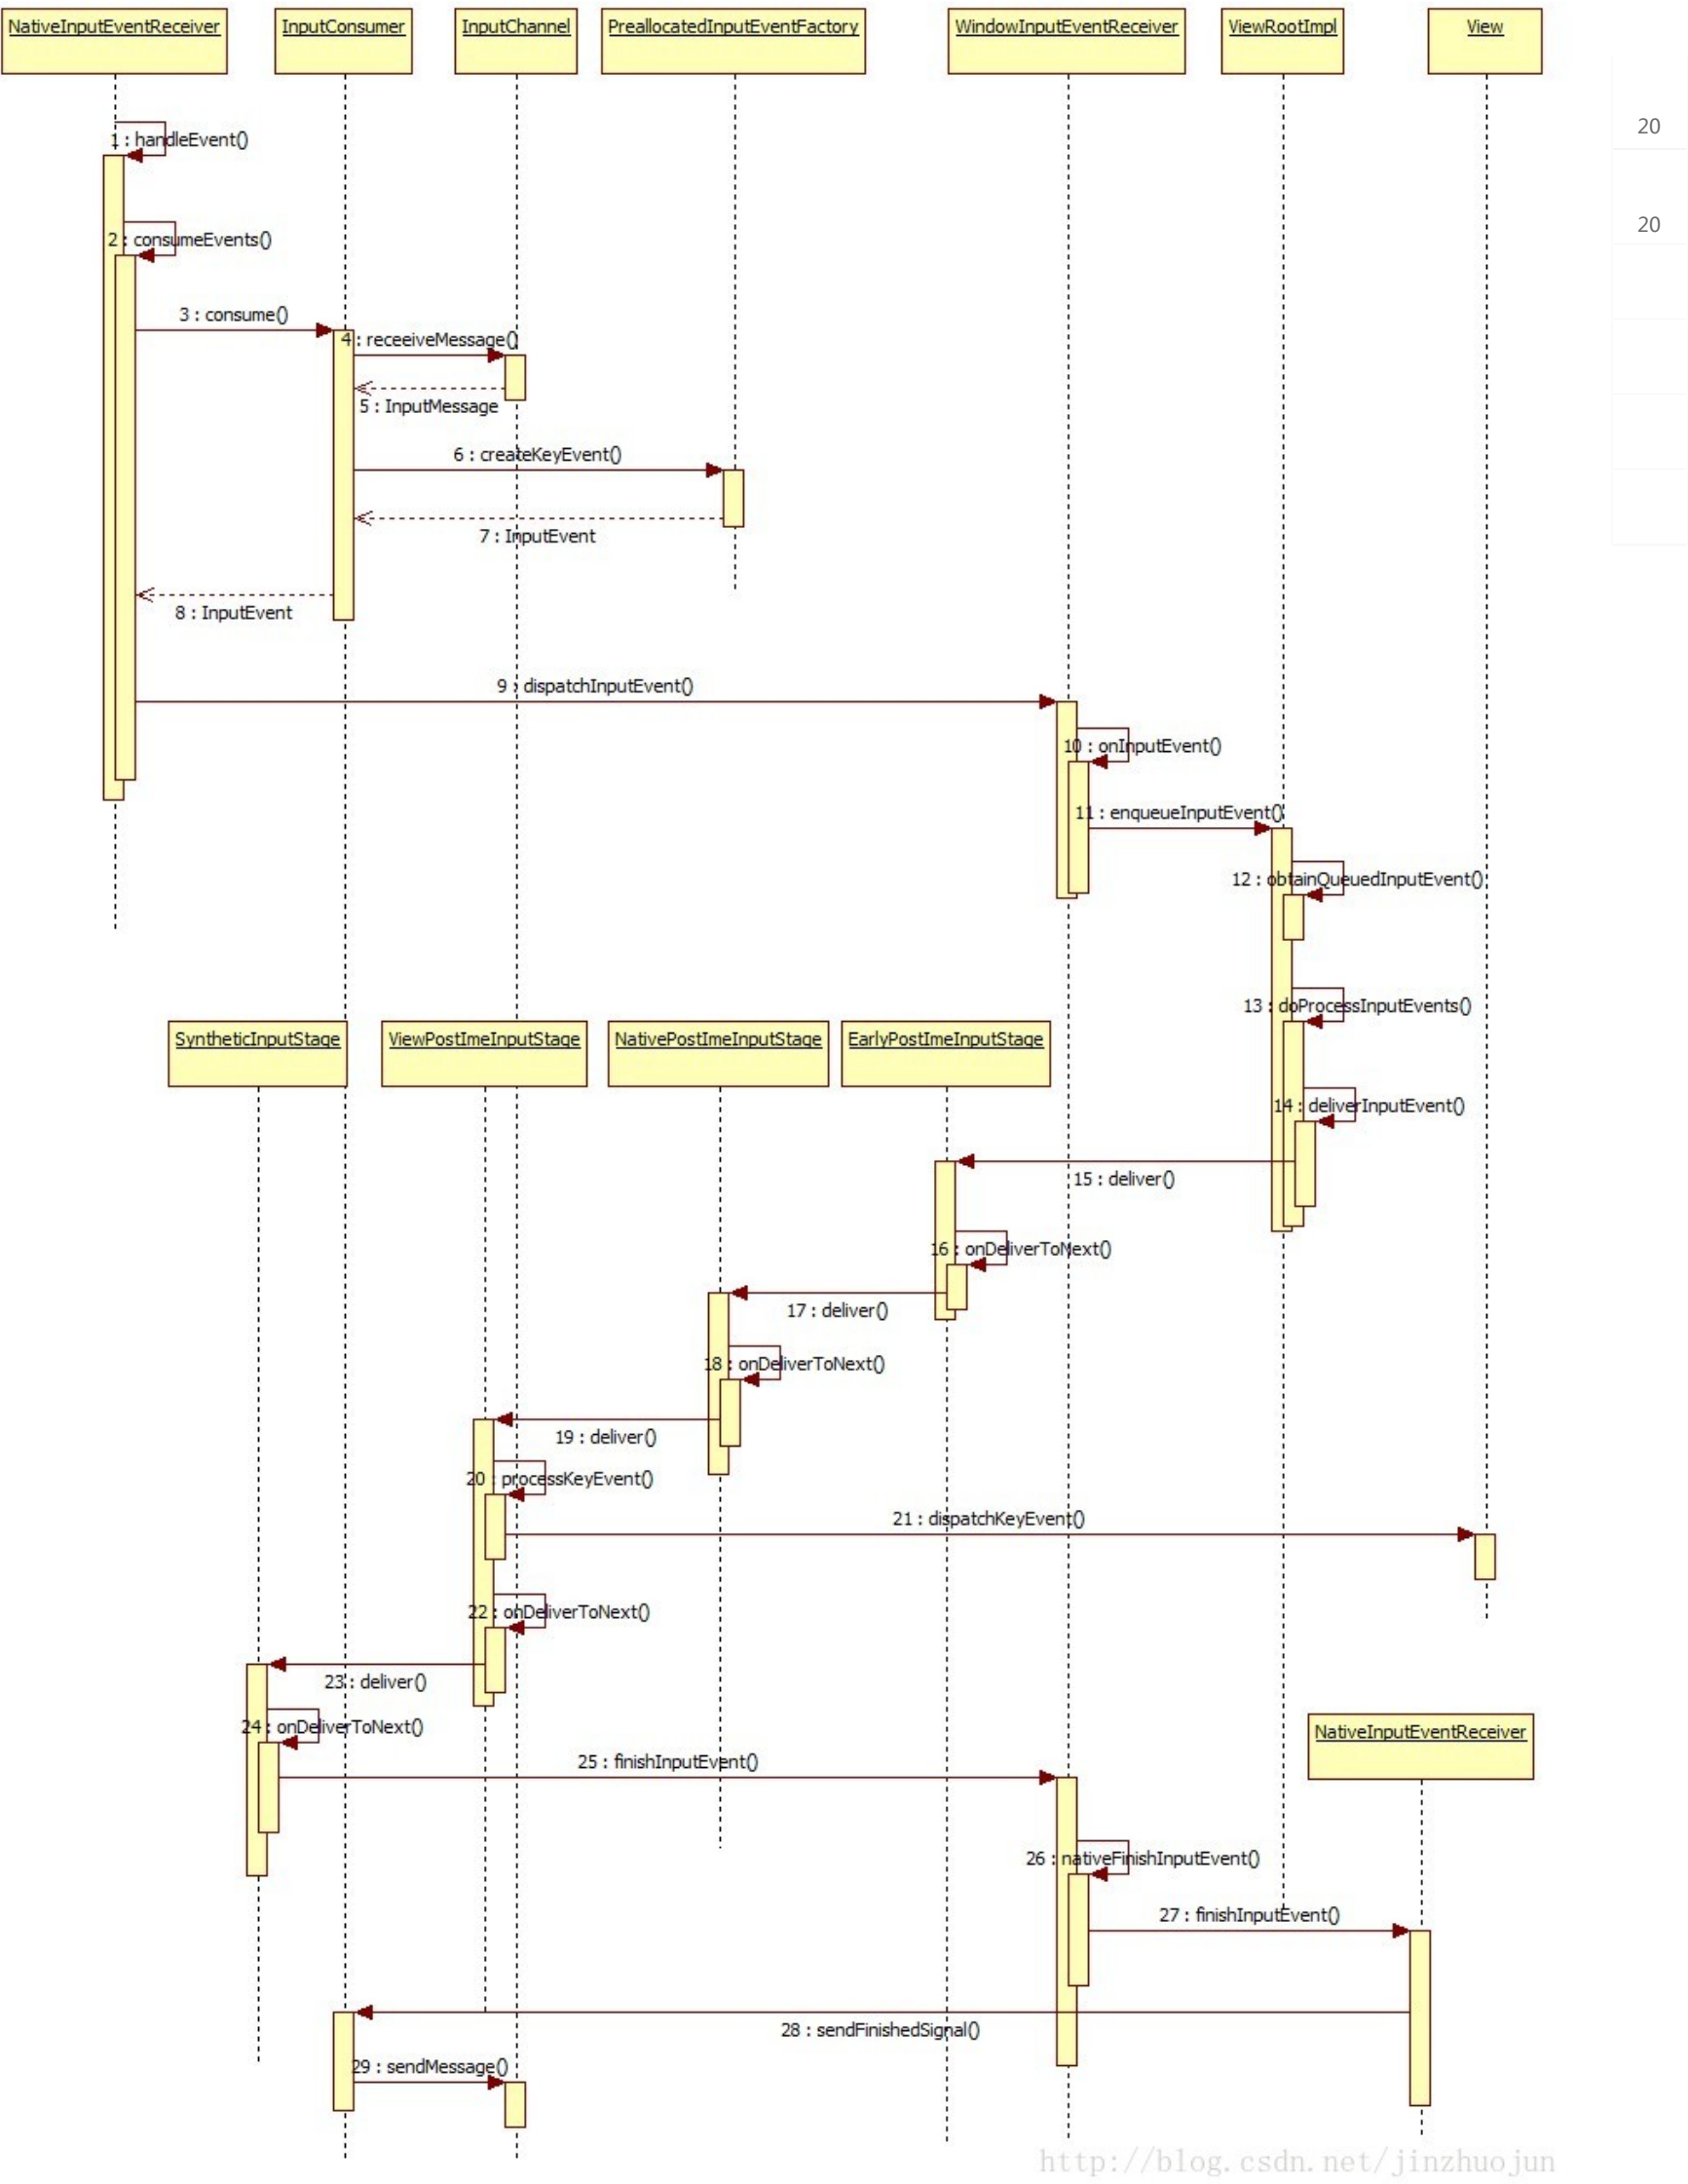 NativeInputEventReceiver
InputConsumer
InputChannel
PreallocatedInputEventFactory
WindowInputEventReceiver
ViewRootImpl
View
20
1 : handleEvent()
20
2 : consumeEvents()
3 : consume()
4 : receeiveMessage()
5 : InputMessage
6 : createKeyEvent()
7 : InputEvent
8 : InputEvent
9 : dispatchInputEvent()
10 : onInputEvent()
11 : enqueueInputEvent()
12 : obtainQueuedInputEvent()
13 : doProcessInputEvents()
SyntheticInputStage
ViewPostImeInputStage
NativePostImeInputStage
EarlyPostImeInputStage
14 : deliverInputEvent()
15 : deliver()
16 : onDeliverToNext()
17 : deliver()
18 : onDeliverToNext()
19 : deliver()
20 : processKeyEvent()
21 : dispatchKeyEvent()
22 : onDeliverToNext()
23 : deliver()
24 : onDeliverToNext()
NativeInputEventReceiver
25 : finishInputEvent()
26 : nativeFinishInputEvent()
27 : finishInputEvent()
28 : sendFinishedSignal()
29 : sendMessage()
http://blog.csdn.net/jinzhuojun